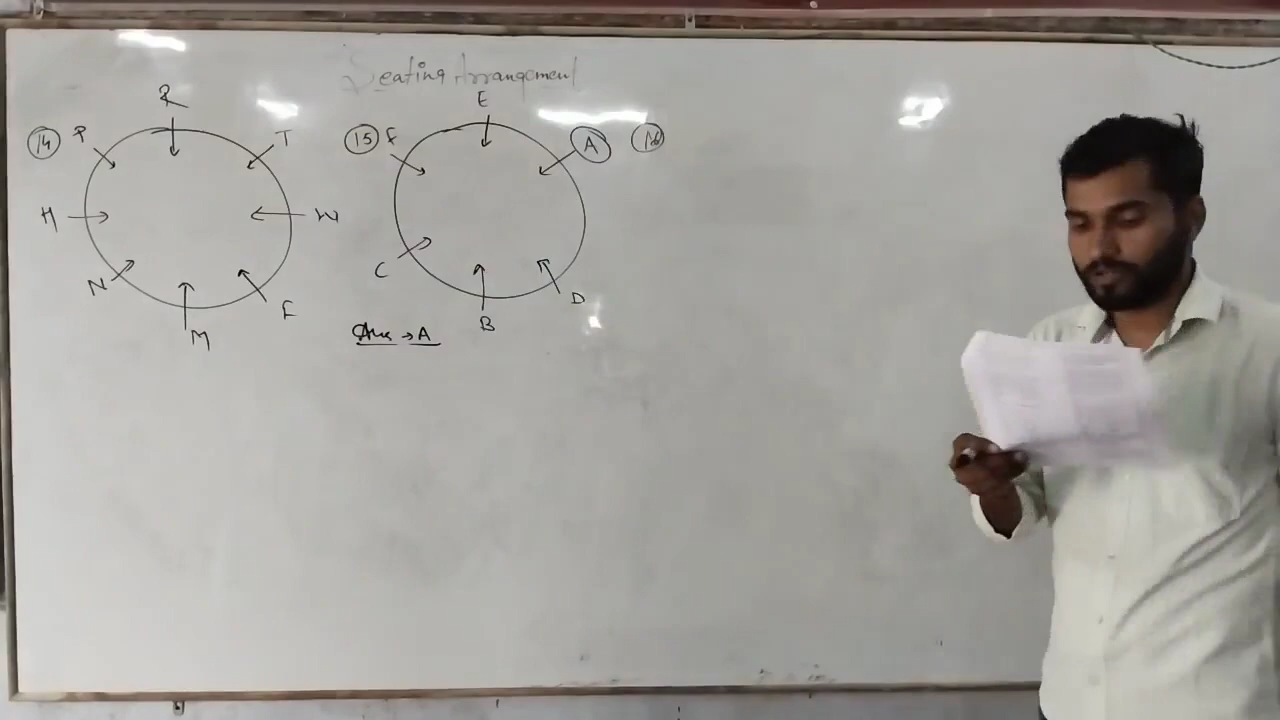 Seating Arrangement
14
R
P
T
H
W
N
F
M
15
E
F
A
C
D
B
Ans → A
16